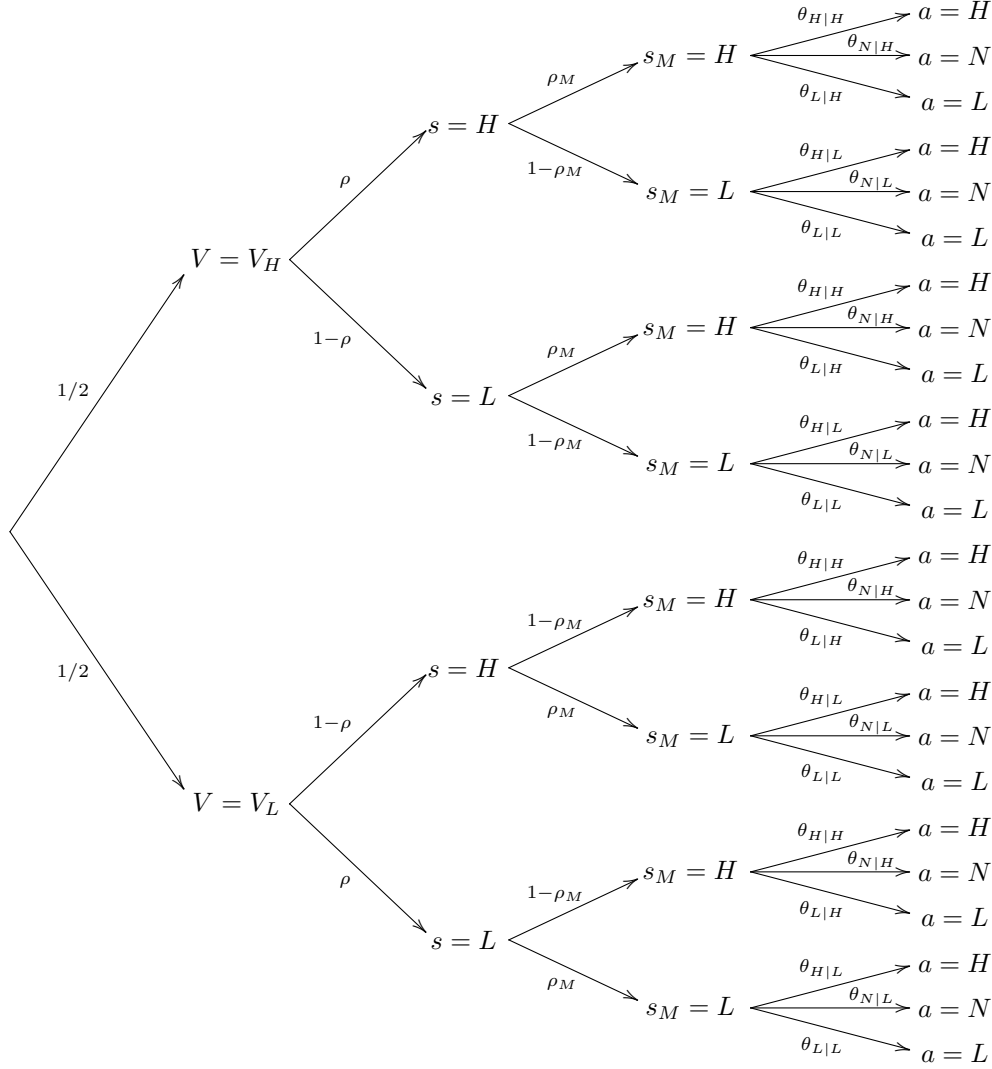 θ_{H|H} a = H
ρ_M s_M = H θ_{N|H} a = N
θ_{L|H} a = L
s = H
θ_{H|L} a = H
1−ρ_M s_M = L θ_{N|L} a = N
θ_{L|L} a = L
ρ
V = V_H
θ_{H|H} a = H
ρ_M s_M = H θ_{N|H} a = N
θ_{L|H} a = L
1−ρ
s = L
θ_{H|L} a = H
1−ρ_M s_M = L θ_{N|L} a = N
θ_{L|L} a = L
1/2
θ_{H|H} a = H
1−ρ_M s_M = H θ_{N|H} a = N
θ_{L|H} a = L
1/2
s = H
θ_{H|L} a = H
ρ_M s_M = L θ_{N|L} a = N
θ_{L|L} a = L
1−ρ
V = V_L
θ_{H|H} a = H
1−ρ_M s_M = H θ_{N|H} a = N
θ_{L|H} a = L
ρ
s = L
θ_{H|L} a = H
ρ_M s_M = L θ_{N|L} a = N
θ_{L|L} a = L